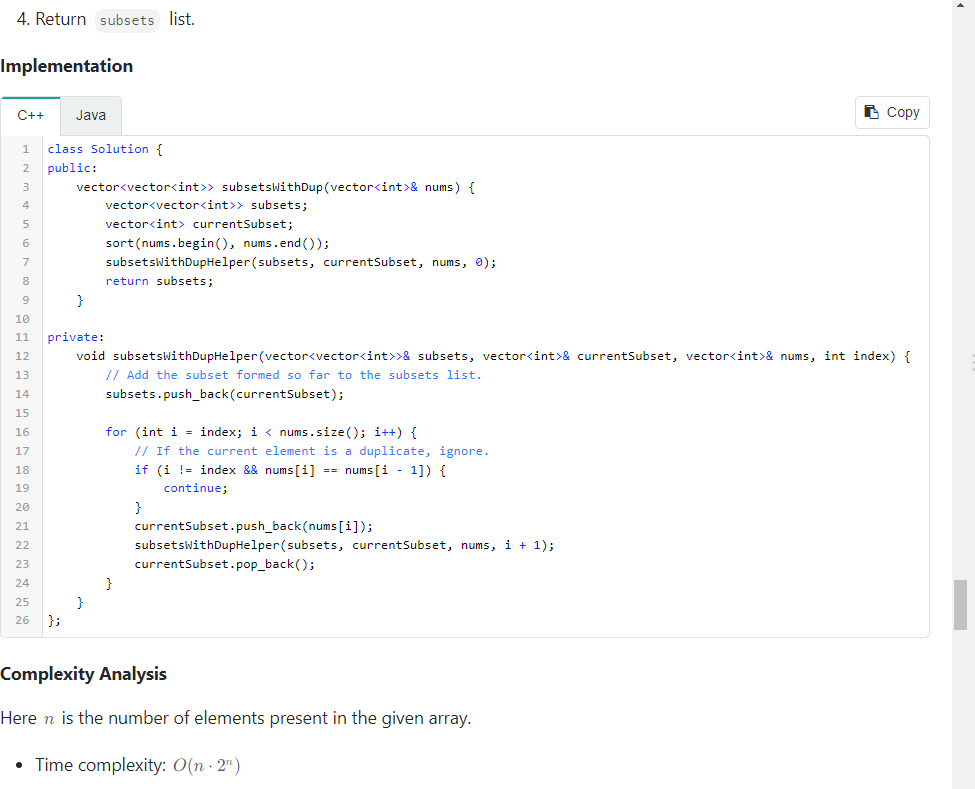 4. Return subsets list.
Implementation
C++ Java Copy
1 class Solution {
2 public:
3     vector<vector<int>> subsetsWithDup(vector<int>& nums) {
4         vector<vector<int>> subsets;
5         vector<int> currentSubset;
6         sort(nums.begin(), nums.end());
7         subsetsWithDupHelper(subsets, currentSubset, nums, 0);
8         return subsets;
9     }
10
11 private:
12     void subsetsWithDupHelper(vector<vector<int>>& subsets, vector<int>& currentSubset, vector<int>& nums, int index) {
13         // Add the subset formed so far to the subsets list.
14         subsets.push_back(currentSubset);
15
16         for (int i = index; i < nums.size(); i++) {
17             // If the current element is a duplicate, ignore.
18             if (i != index && nums[i] == nums[i - 1]) {
19                 continue;
20             }
21             currentSubset.push_back(nums[i]);
22             subsetsWithDupHelper(subsets, currentSubset, nums, i + 1);
23             currentSubset.pop_back();
24         }
25     }
26 };
Complexity Analysis
Here n is the number of elements present in the given array.
• Time complexity: O(n · 2ⁿ)